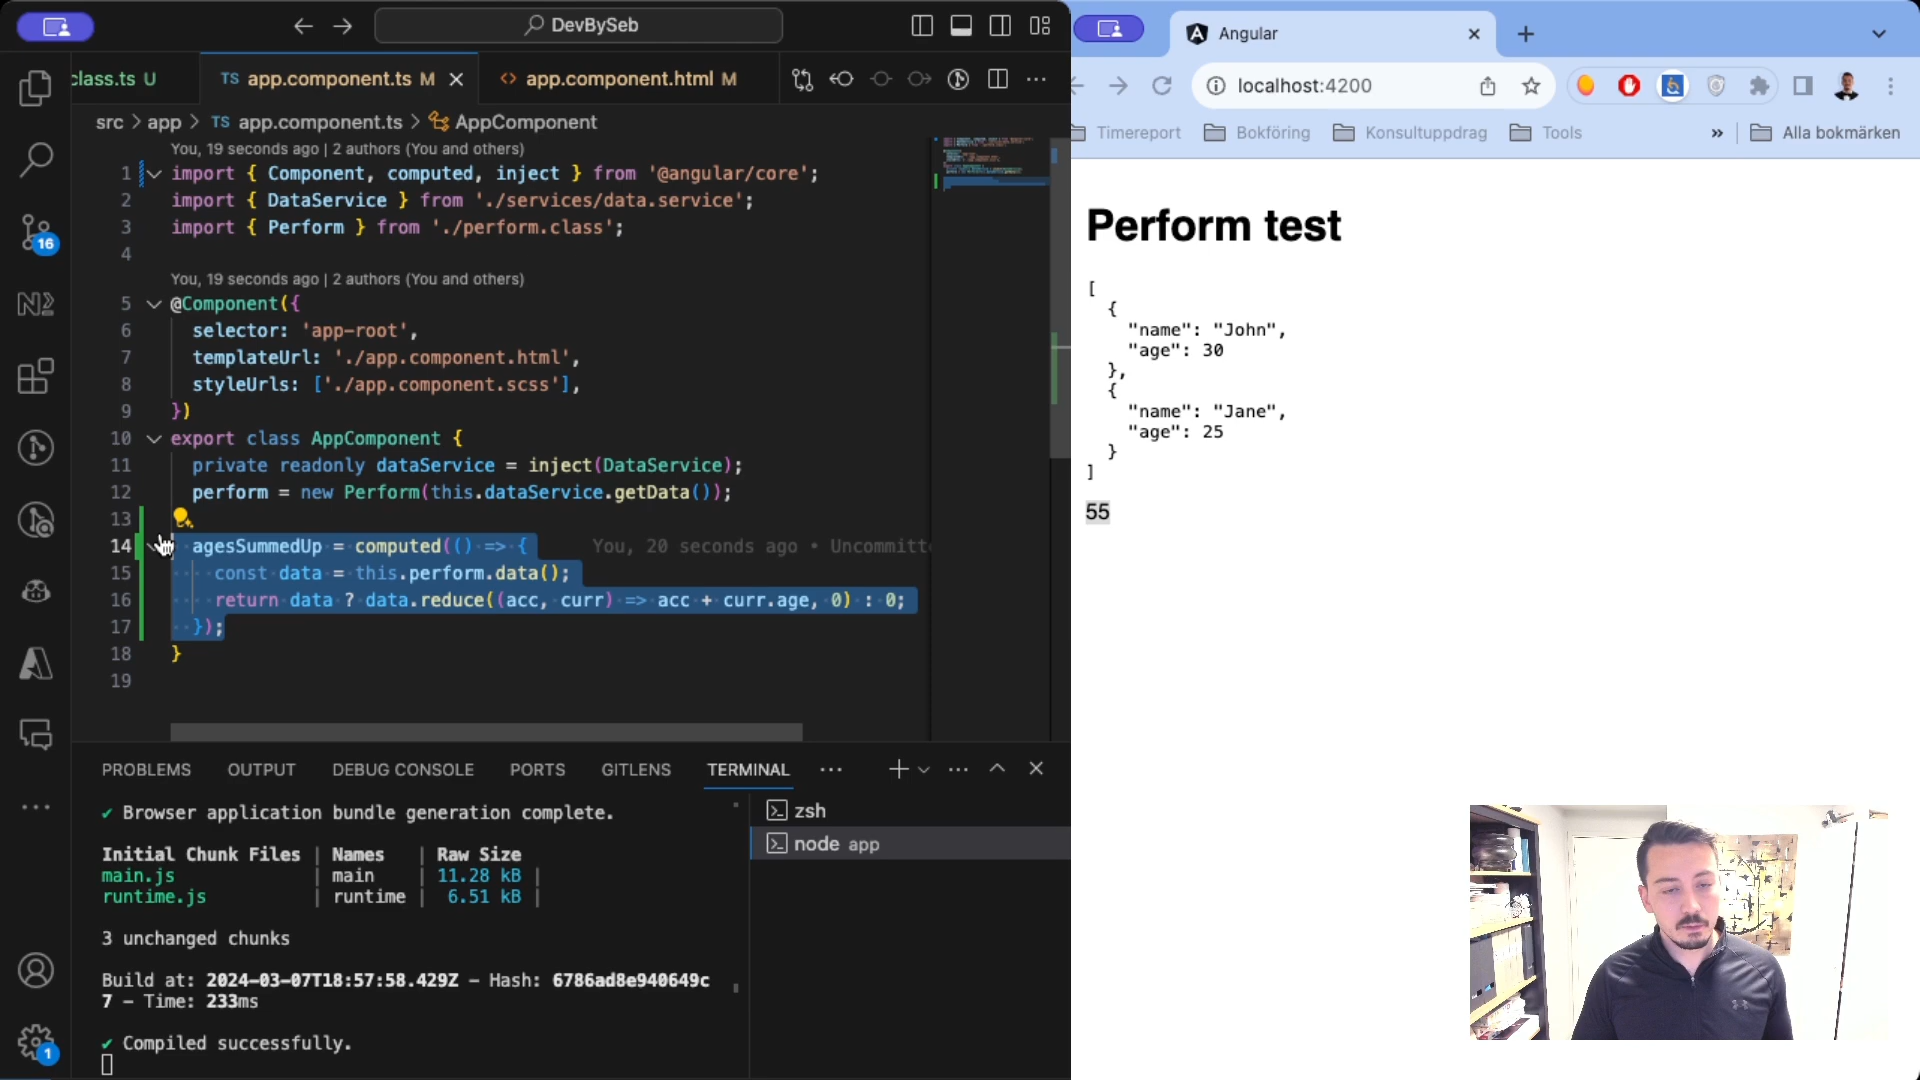 DevBySeb
class.ts U
TS app.component.ts M
<> app.component.html M
src > app > TS app.component.ts > AppComponent
You, 19 seconds ago | 2 authors (You and others)
1 import { Component, computed, inject } from '@angular/core';
2 import { DataService } from './services/data.service';
3 import { Perform } from './perform.class';
4
You, 19 seconds ago | 2 authors (You and others)
5 @Component({
6 selector: 'app-root',
7 templateUrl: './app.component.html',
8 styleUrls: ['./app.component.scss'],
9 })
10 export class AppComponent {
11 private readonly dataService = inject(DataService);
12 perform = new Perform(this.dataService.getData());
13
14 agesSummedUp = computed(() => { You, 20 seconds ago • Uncommitte
15 const data = this.perform.data();
16 return data ? data.reduce((acc, curr) => acc + curr.age, 0) : 0;
17 });
18 }
19
16
1
PROBLEMS OUTPUT DEBUG CONSOLE PORTS GITLENS TERMINAL
✔ Browser application bundle generation complete.
Initial Chunk Files | Names | Raw Size
main.js | main | 11.28 kB |
runtime.js | runtime | 6.51 kB |
3 unchanged chunks
Build at: 2024-03-07T18:57:58.429Z - Hash: 6786ad8e940649c
7 - Time: 233ms
✔ Compiled successfully.
zsh
node app
Angular
localhost:4200
Timereport Bokföring Konsultuppdrag Tools » Alla bokmärken
Perform test
[
{
"name": "John",
"age": 30
},
{
"name": "Jane",
"age": 25
}
]
55